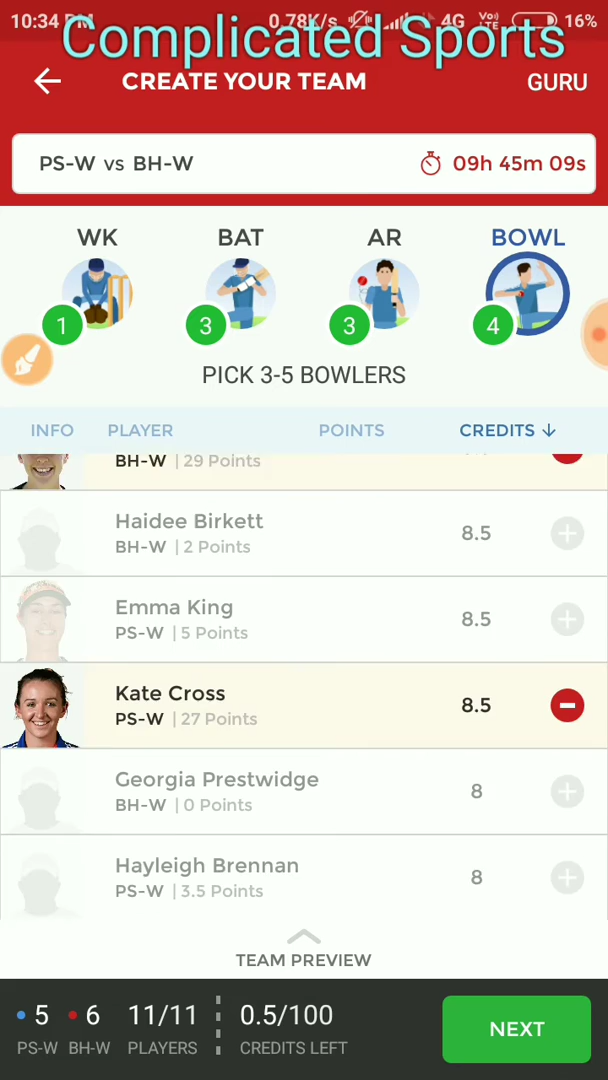 10:34 PM 0.78K/s 4G VoLTE 16%
Complicated Sports
CREATE YOUR TEAM GURU
PS-W vs BH-W 09h 45m 09s
WK BAT AR BOWL
1 3 3 4
PICK 3-5 BOWLERS
INFO PLAYER POINTS CREDITS
BH-W | 29 Points
Haidee Birkett
8.5
BH-W | 2 Points
Emma King
8.5
PS-W | 5 Points
Kate Cross
8.5
PS-W | 27 Points
Georgia Prestwidge
8
BH-W | 0 Points
Hayleigh Brennan
8
PS-W | 3.5 Points
TEAM PREVIEW
5 6 11/11 0.5/100
NEXT
PS-W BH-W PLAYERS CREDITS LEFT